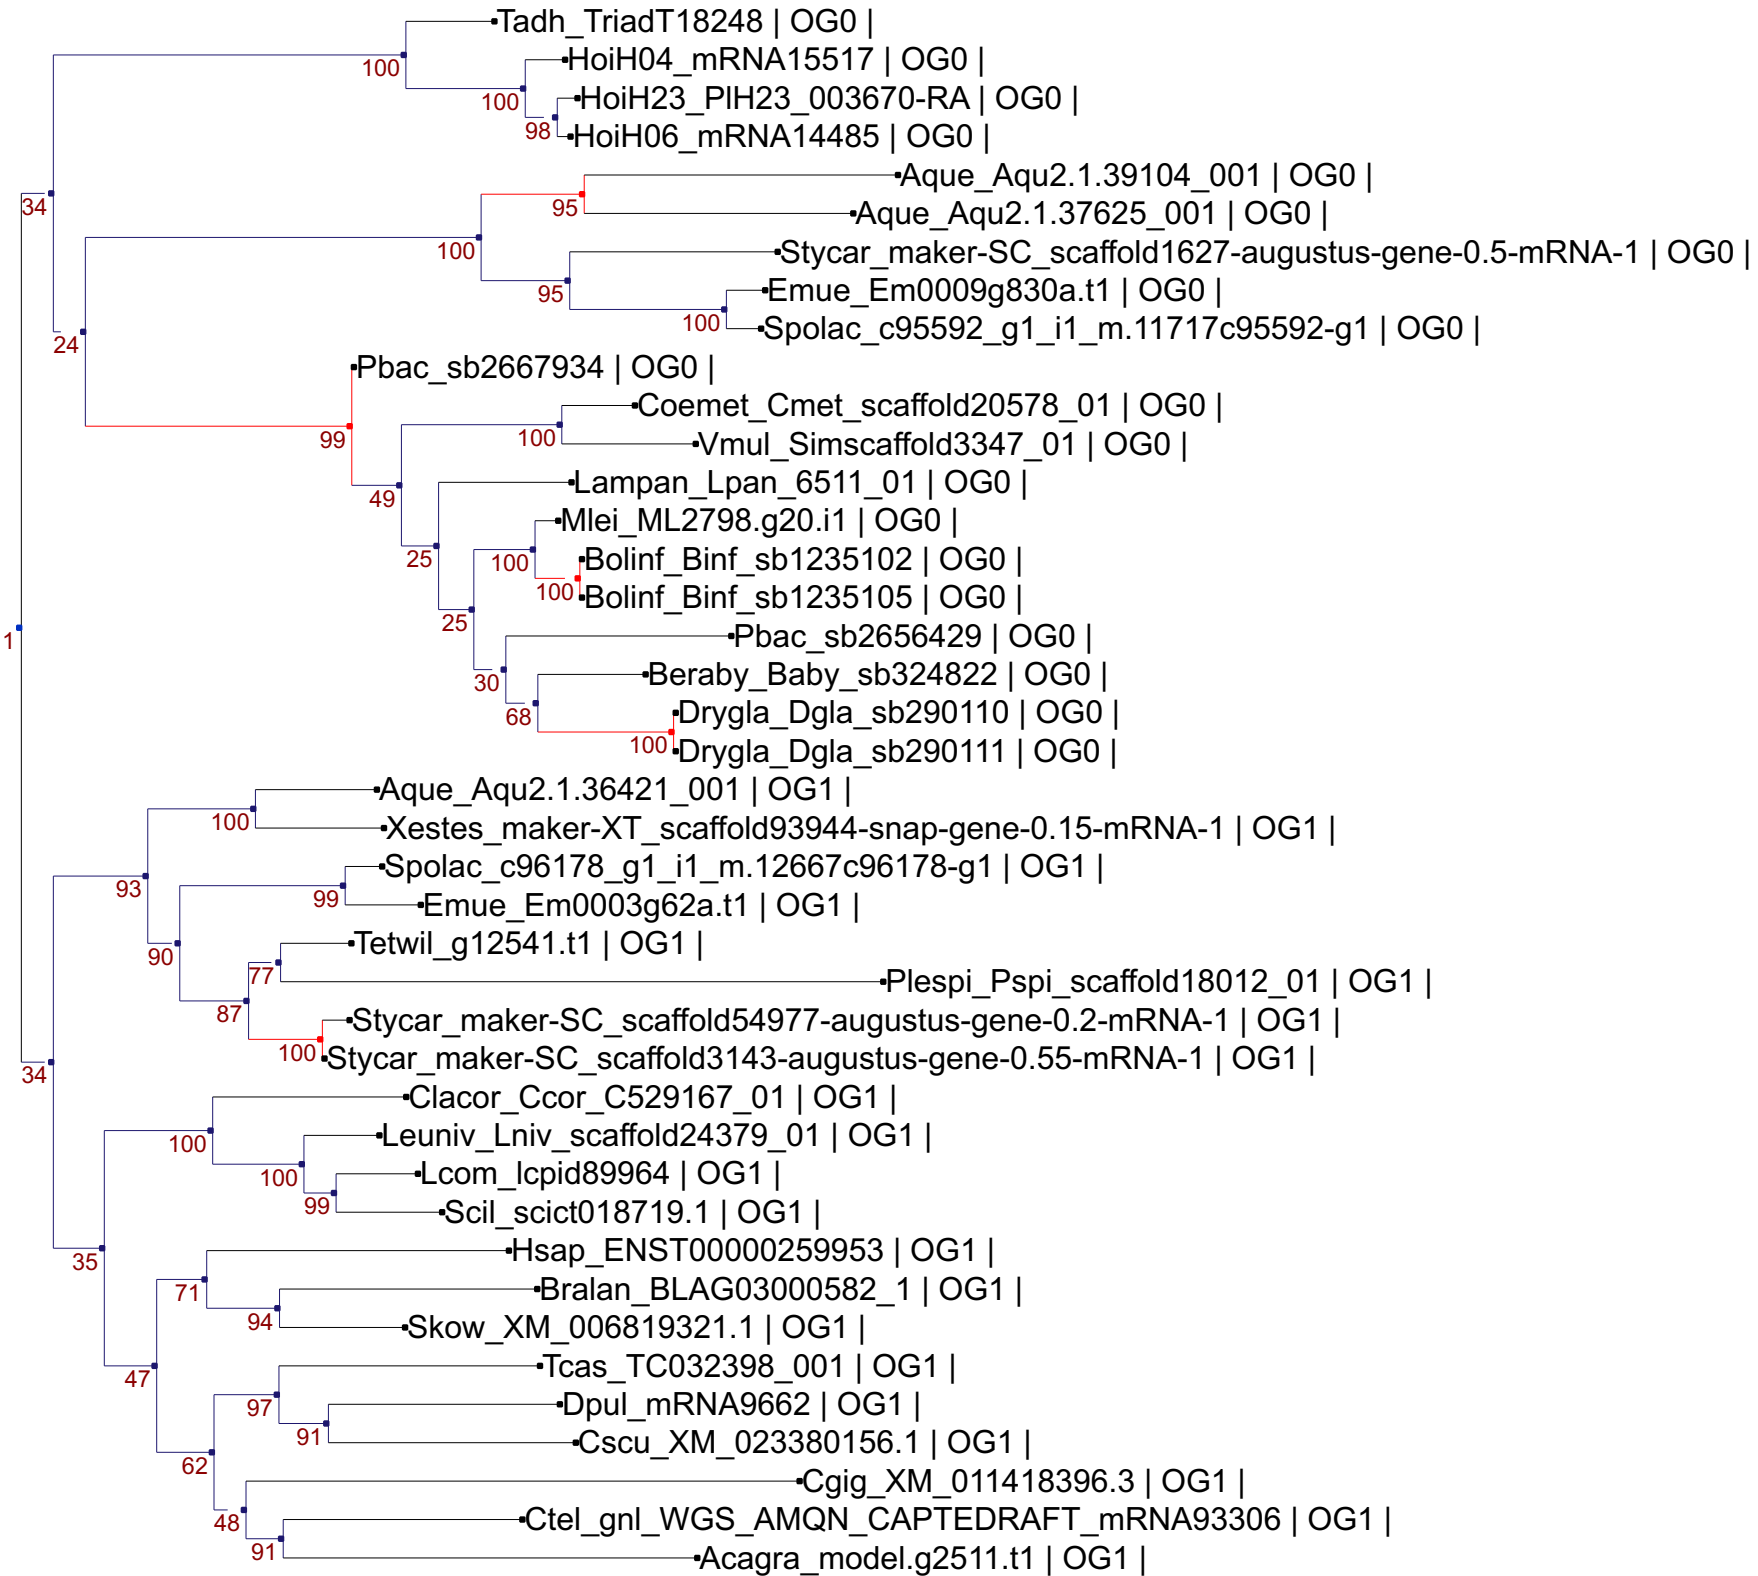 Tadh_TriadT18248 | OG0 |
HoiH04_mRNA15517 | OG0 |
100
HoiH23_PlH23_003670-RA | OG0 |
100
98
HoiH06_mRNA14485 | OG0 |
Aque_Aqu2.1.39104_001 | OG0 |
34
95
Aque_Aqu2.1.37625_001 | OG0 |
100
Stycar_maker-SC_scaffold1627-augustus-gene-0.5-mRNA-1 | OG0 |
95
Emue_Em0009g830a.t1 | OG0 |
100
Spolac_c95592_g1_i1_m.11717c95592-g1 | OG0 |
24
Pbac_sb2667934 | OG0 |
Coemet_Cmet_scaffold20578_01 | OG0 |
99
100
Vmul_Simscaffold3347_01 | OG0 |
49
Lampan_Lpan_6511_01 | OG0 |
Mlei_ML2798.g20.i1 | OG0 |
25
100
Bolinf_Binf_sb1235102 | OG0 |
100
Bolinf_Binf_sb1235105 | OG0 |
25
1
Pbac_sb2656429 | OG0 |
30
Beraby_Baby_sb324822 | OG0 |
68
Drygla_Dgla_sb290110 | OG0 |
100
Drygla_Dgla_sb290111 | OG0 |
Aque_Aqu2.1.36421_001 | OG1 |
100
Xestes_maker-XT_scaffold93944-snap-gene-0.15-mRNA-1 | OG1 |
Spolac_c96178_g1_i1_m.12667c96178-g1 | OG1 |
93
99
Emue_Em0003g62a.t1 | OG1 |
90
Tetwil_g12541.t1 | OG1 |
77
Plespi_Pspi_scaffold18012_01 | OG1 |
87
Stycar_maker-SC_scaffold54977-augustus-gene-0.2-mRNA-1 | OG1 |
100
Stycar_maker-SC_scaffold3143-augustus-gene-0.55-mRNA-1 | OG1 |
34
Clacor_Ccor_C529167_01 | OG1 |
100
Leuniv_Lniv_scaffold24379_01 | OG1 |
100
Lcom_lcpid89964 | OG1 |
99
Scil_scict018719.1 | OG1 |
35
Hsap_ENST00000259953 | OG1 |
71
Bralan_BLAG03000582_1 | OG1 |
94
Skow_XM_006819321.1 | OG1 |
47
Tcas_TC032398_001 | OG1 |
97
Dpul_mRNA9662 | OG1 |
91
Cscu_XM_023380156.1 | OG1 |
62
Cgig_XM_011418396.3 | OG1 |
48
Ctel_gnl_WGS_AMQN_CAPTEDRAFT_mRNA93306 | OG1 |
91
Acagra_model.g2511.t1 | OG1 |